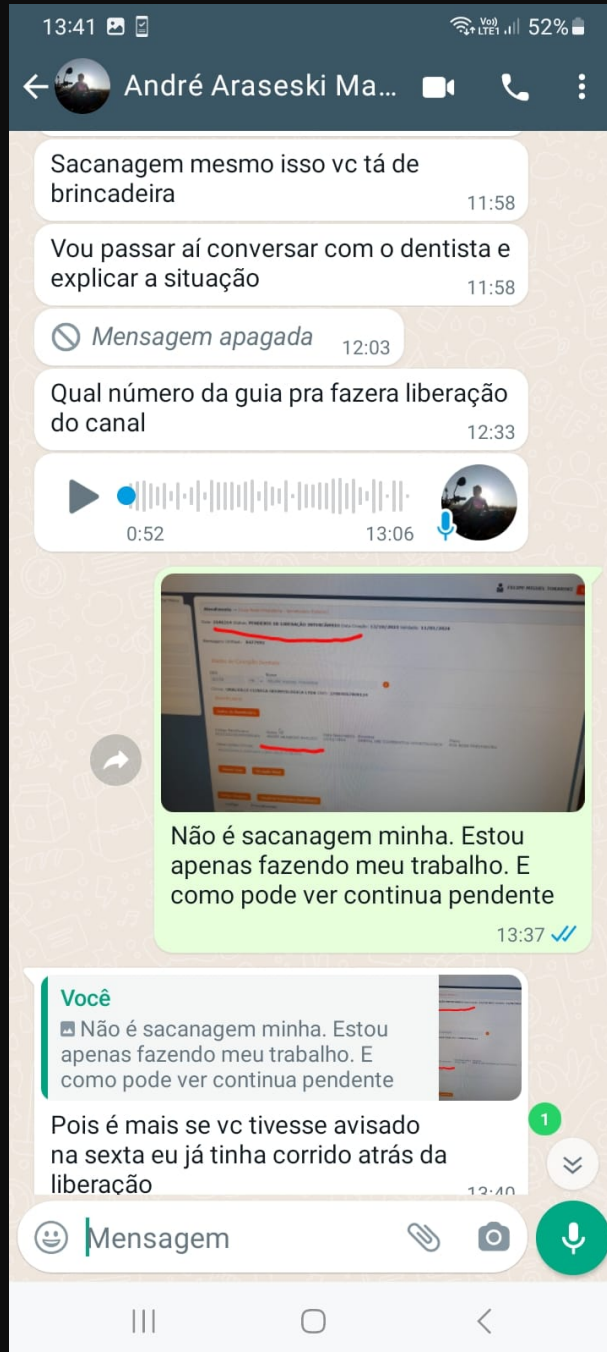 13:41
Vo))
LTE1
52%
André Araseski Ma...
Sacanagem mesmo isso vc tá de
brincadeira
11:58
Vou passar aí conversar com o dentista e
explicar a situação
11:58
Mensagem apagada
12:03
Qual número da guia pra fazera liberação
do canal
12:33
0:52
13:06
Não é sacanagem minha. Estou
apenas fazendo meu trabalho. E
como pode ver continua pendente
13:37
Você
Não é sacanagem minha. Estou
apenas fazendo meu trabalho. E
como pode ver continua pendente
Pois é mais se vc tivesse avisado
na sexta eu já tinha corrido atrás da
liberação
13:40
1
Mensagem